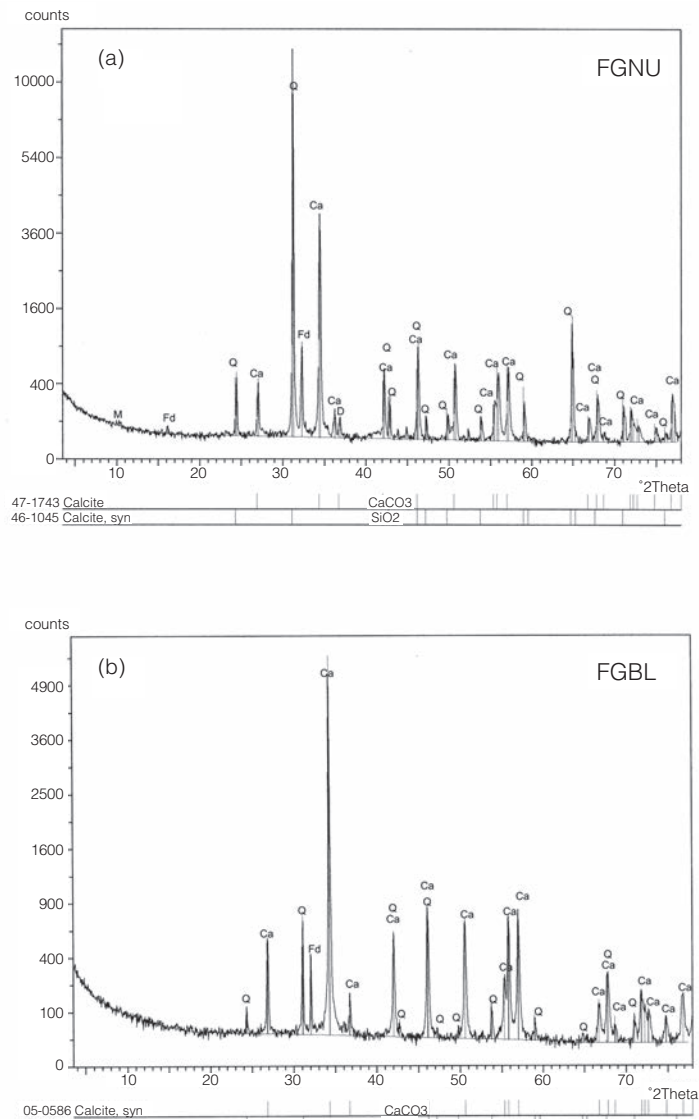 counts
(a)
FGNU
10000
5400
3600
1600
400
0
Q
Ca
Fd
Ca
Q
Ca
M
Fd
Ca
D
Q
Ca
Q
Q
Ca
Q
Q
Ca
Q
Ca
Ca
Ca
Q
Q
Ca
Ca
Q
Ca
Q
Ca
Ca
Q
Ca
10 20 30 40 50 60 70
°2Theta
47-1743 Calcite CaCO3
46-1045 Calcite, syn SiO2
counts
(b)
FGBL
4900
3600
2500
1600
900
400
100
0
Ca
Q
Ca
Q
Fd
Ca
Q
Ca
Q
Ca
Q
Q
Q
Ca
Q
Ca
Ca
Ca
Q
Q
Ca
Q
Ca
Ca
Q
Ca
Ca
Ca
Ca
10 20 30 40 50 60 70
°2Theta
05-0586 Calcite, syn CaCO3